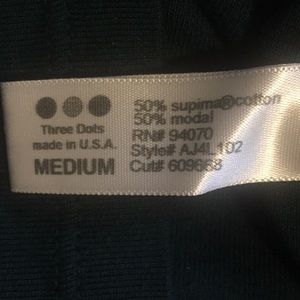 Three Dots
made in U.S.A.
MEDIUM
50% supima®cotton
50% modal
RN# 94070
Style# AJ4L102
Cut# 609668